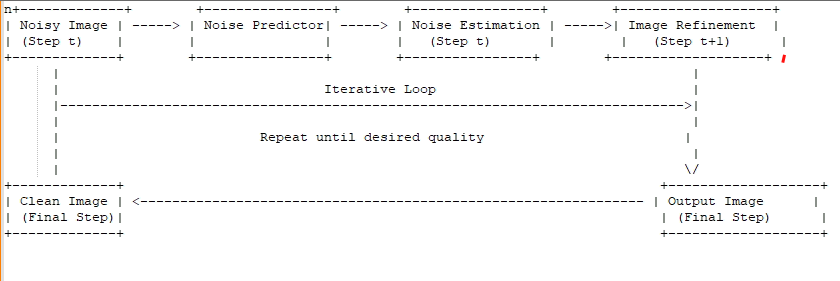 n
Noisy Image -----> Noise Predictor -----> Noise Estimation -----> Image Refinement
(Step t) (Step t) (Step t+1)
Iterative Loop
Repeat until desired quality
Clean Image <--- Output Image
(Final Step) (Final Step)